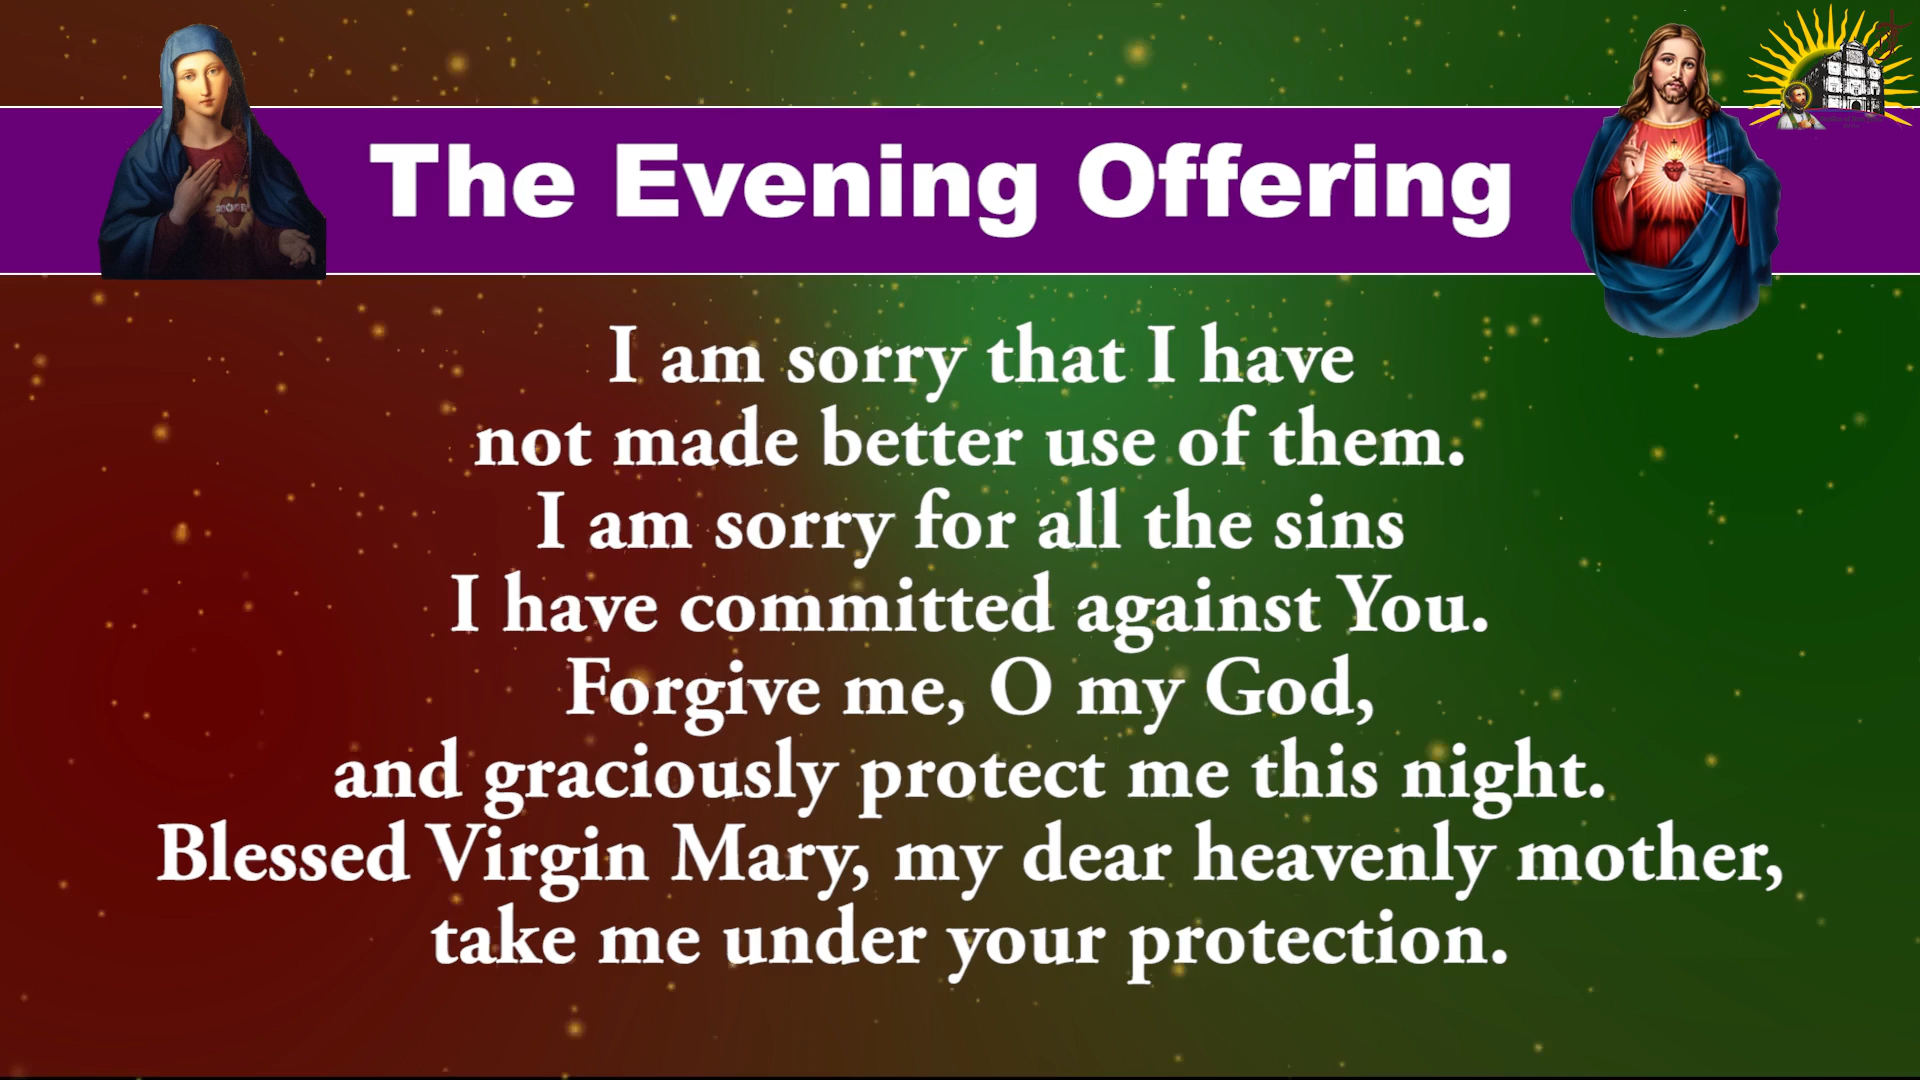 The Evening Offering
I am sorry that I have
not made better use of them.
I am sorry for all the sins
I have committed against You.
Forgive me, O my God,
and graciously protect me this night.
Blessed Virgin Mary, my dear heavenly mother,
take me under your protection.